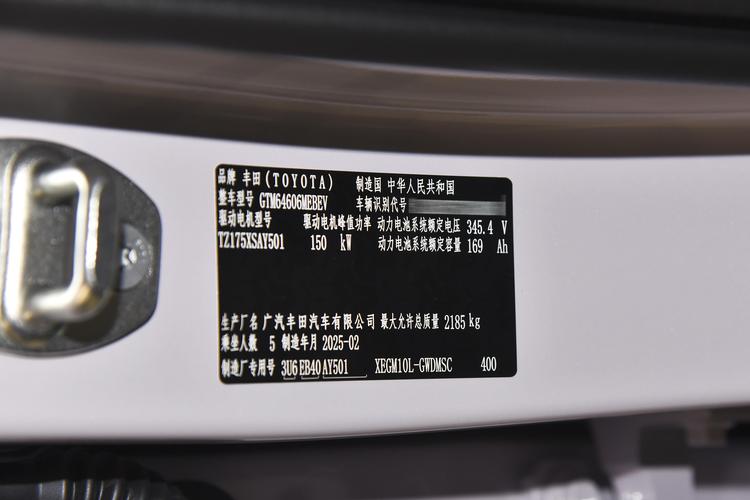 品牌 丰田(TOYOTA) 制造国 中华人民共和国
整车型号 GTM64606MEBEV 车辆识别代号
驱动电机型号 驱动电机峰值功率 动力电池系统额定电压 345.4 V
TZ175XSAY501 150 kW 动力电池系统额定容量 169 Ah
生产厂名 广汽丰田汽车有限公司 最大允许总质量 2185 kg
乘坐人数 5 制造年月 2025-02
制造厂专用号 3U6 EB40 AY501 XEGM10L-GWDMSC 400